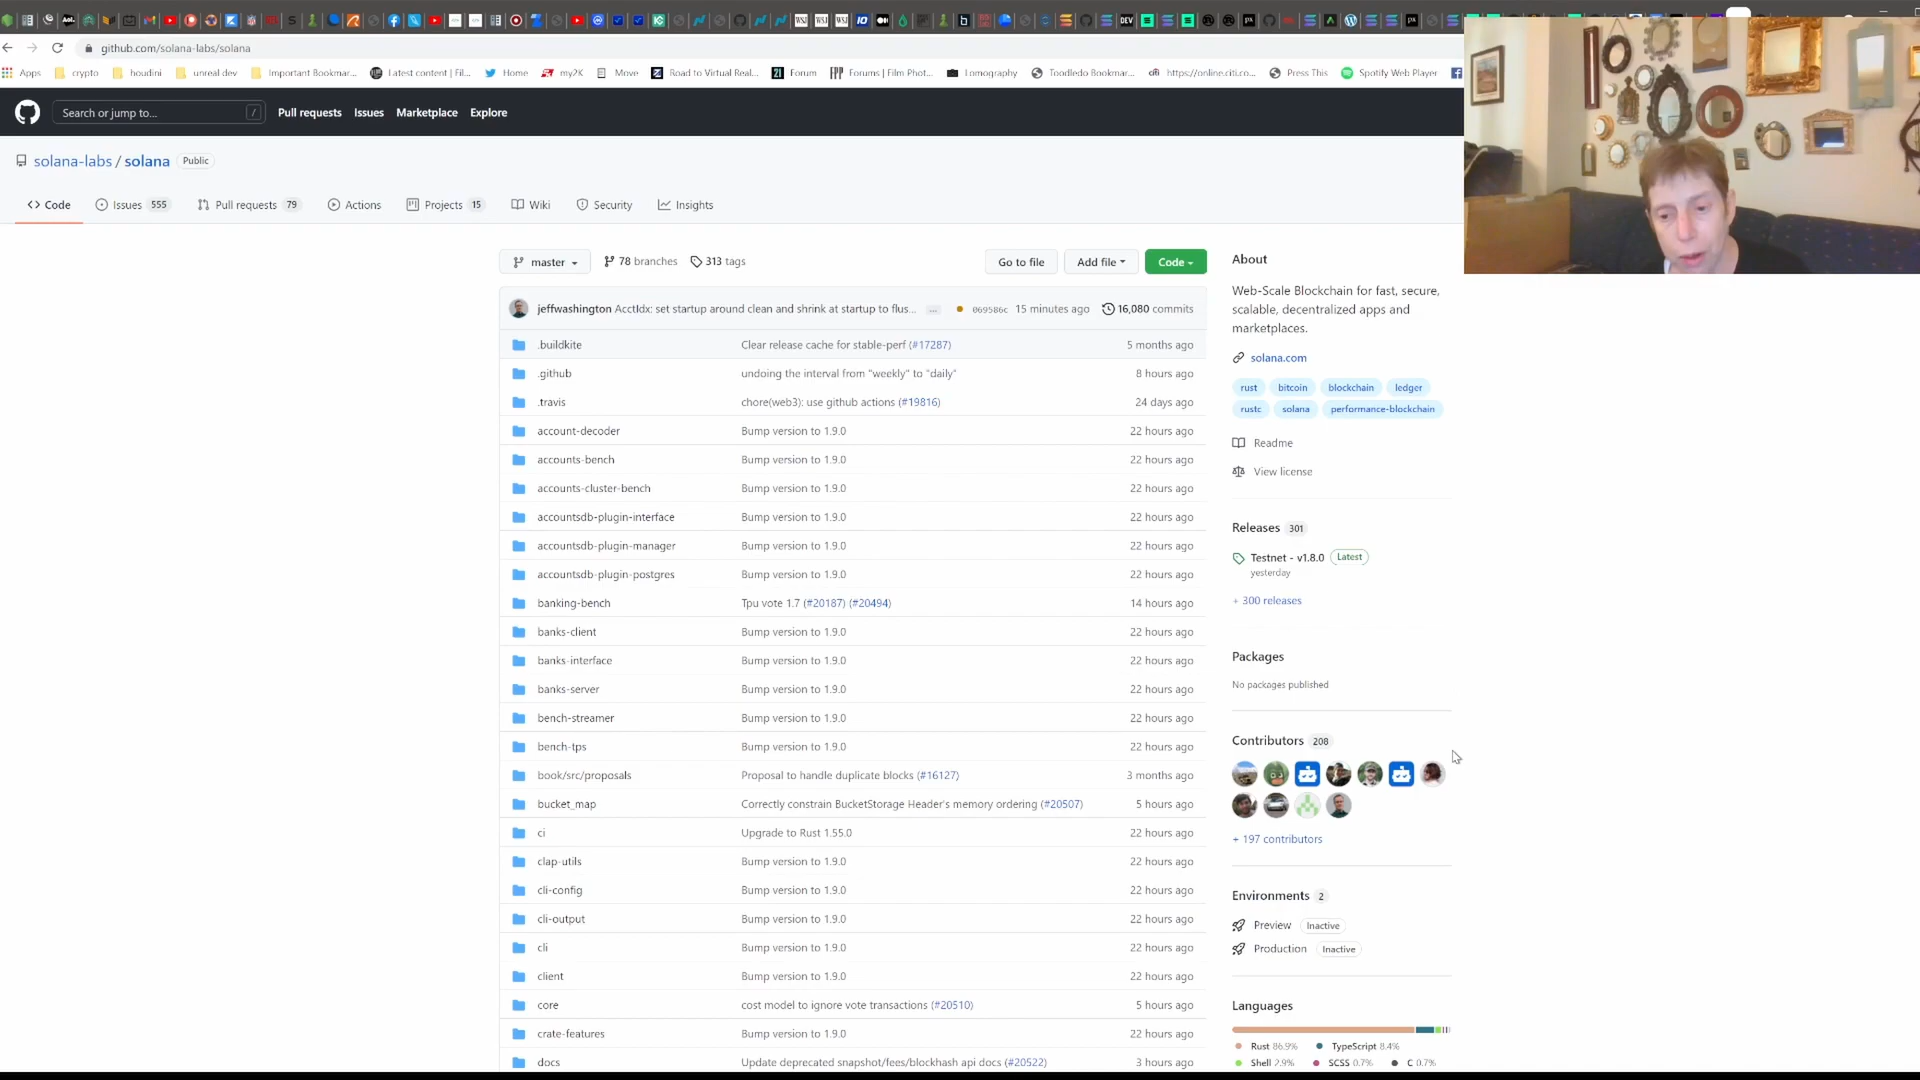 github.com/solana-labs/solana
Apps crypto houdini unreal dev Important Bookmar... Latest content | Fil... Home my2K Move Road to Virtual Real... Forum Forums | Film Phot... Lomography Toodledo Bookmar... https://online.citi.co... Press This Spotify Web Player
Search or jump to... / Pull requests Issues Marketplace Explore
solana-labs / solana Public
Code Issues 555 Pull requests 79 Actions Projects 15 Wiki Security Insights
master 78 branches 313 tags Go to file Add file Code
jeffwashington AcctIdx: set startup around clean and shrink at startup to flus... ... 069586c 15 minutes ago 16,080 commits
.buildkite Clear release cache for stable-perf (#17287) 5 months ago
.github undoing the interval from "weekly" to "daily" 8 hours ago
.travis chore(web3): use github actions (#19816) 24 days ago
account-decoder Bump version to 1.9.0 22 hours ago
accounts-bench Bump version to 1.9.0 22 hours ago
accounts-cluster-bench Bump version to 1.9.0 22 hours ago
accountsdb-plugin-interface Bump version to 1.9.0 22 hours ago
accountsdb-plugin-manager Bump version to 1.9.0 22 hours ago
accountsdb-plugin-postgres Bump version to 1.9.0 22 hours ago
banking-bench Tpu vote 1.7 (#20187) (#20494) 14 hours ago
banks-client Bump version to 1.9.0 22 hours ago
banks-interface Bump version to 1.9.0 22 hours ago
banks-server Bump version to 1.9.0 22 hours ago
bench-streamer Bump version to 1.9.0 22 hours ago
bench-tps Bump version to 1.9.0 22 hours ago
book/src/proposals Proposal to handle duplicate blocks (#16127) 3 months ago
bucket_map Correctly constrain BucketStorage Header's memory ordering (#20507) 5 hours ago
ci Upgrade to Rust 1.55.0 22 hours ago
clap-utils Bump version to 1.9.0 22 hours ago
cli-config Bump version to 1.9.0 22 hours ago
cli-output Bump version to 1.9.0 22 hours ago
cli Bump version to 1.9.0 22 hours ago
client Bump version to 1.9.0 22 hours ago
core cost model to ignore vote transactions (#20510) 5 hours ago
crate-features Bump version to 1.9.0 22 hours ago
docs Update deprecated snapshot/fees/blockhash api docs (#20522) 3 hours ago
About
Web-Scale Blockchain for fast, secure,
scalable, decentralized apps and
marketplaces.
solana.com
rust bitcoin blockchain ledger
rustc solana performance-blockchain
Readme
View license
Releases 301
Testnet - v1.8.0 Latest
yesterday
+ 300 releases
Packages
No packages published
Contributors 208
+ 197 contributors
Environments 2
Preview Inactive
Production Inactive
Languages
Rust 86.9% TypeScript 8.4%
Shell 2.9% SCSS 0.7% C 0.7%